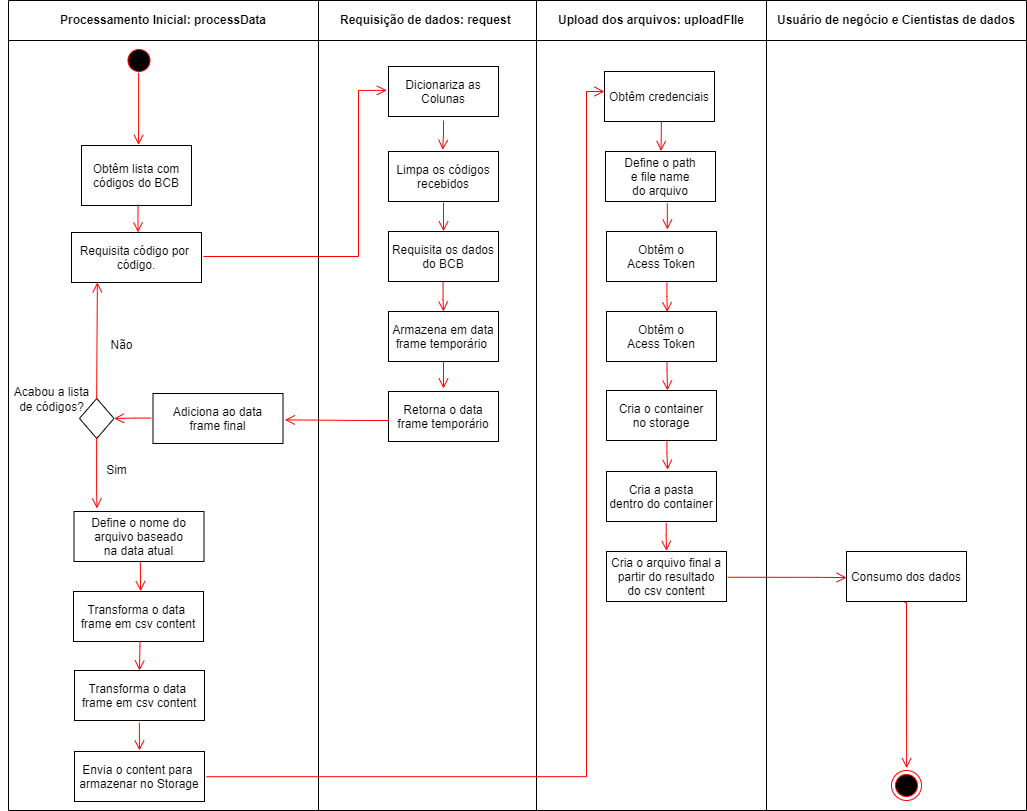 Processamento Inicial: processData
Requisição de dados: request
Upload dos arquivos: uploadFIle
Usuário de negócio e Cientistas de dados
Obtêm lista com
códigos do BCB
Requisita código por
código.
Não
Acabou a lista
de códigos?
Sim
Adiciona ao data
frame final
Define o nome do
arquivo baseado
na data atual
Transforma o data
frame em csv content
Transforma o data
frame em csv content
Envia o content para
armazenar no Storage
Dicionariza as
Colunas
Limpa os códigos
recebidos
Requisita os dados
do BCB
Armazena em data
frame temporário
Retorna o data
frame temporário
Obtêm credenciais
Define o path
e file name
do arquivo
Obtêm o
Acess Token
Obtêm o
Acess Token
Cria o container
no storage
Cria a pasta
dentro do container
Cria o arquivo final a
partir do resultado
do csv content
Consumo dos dados